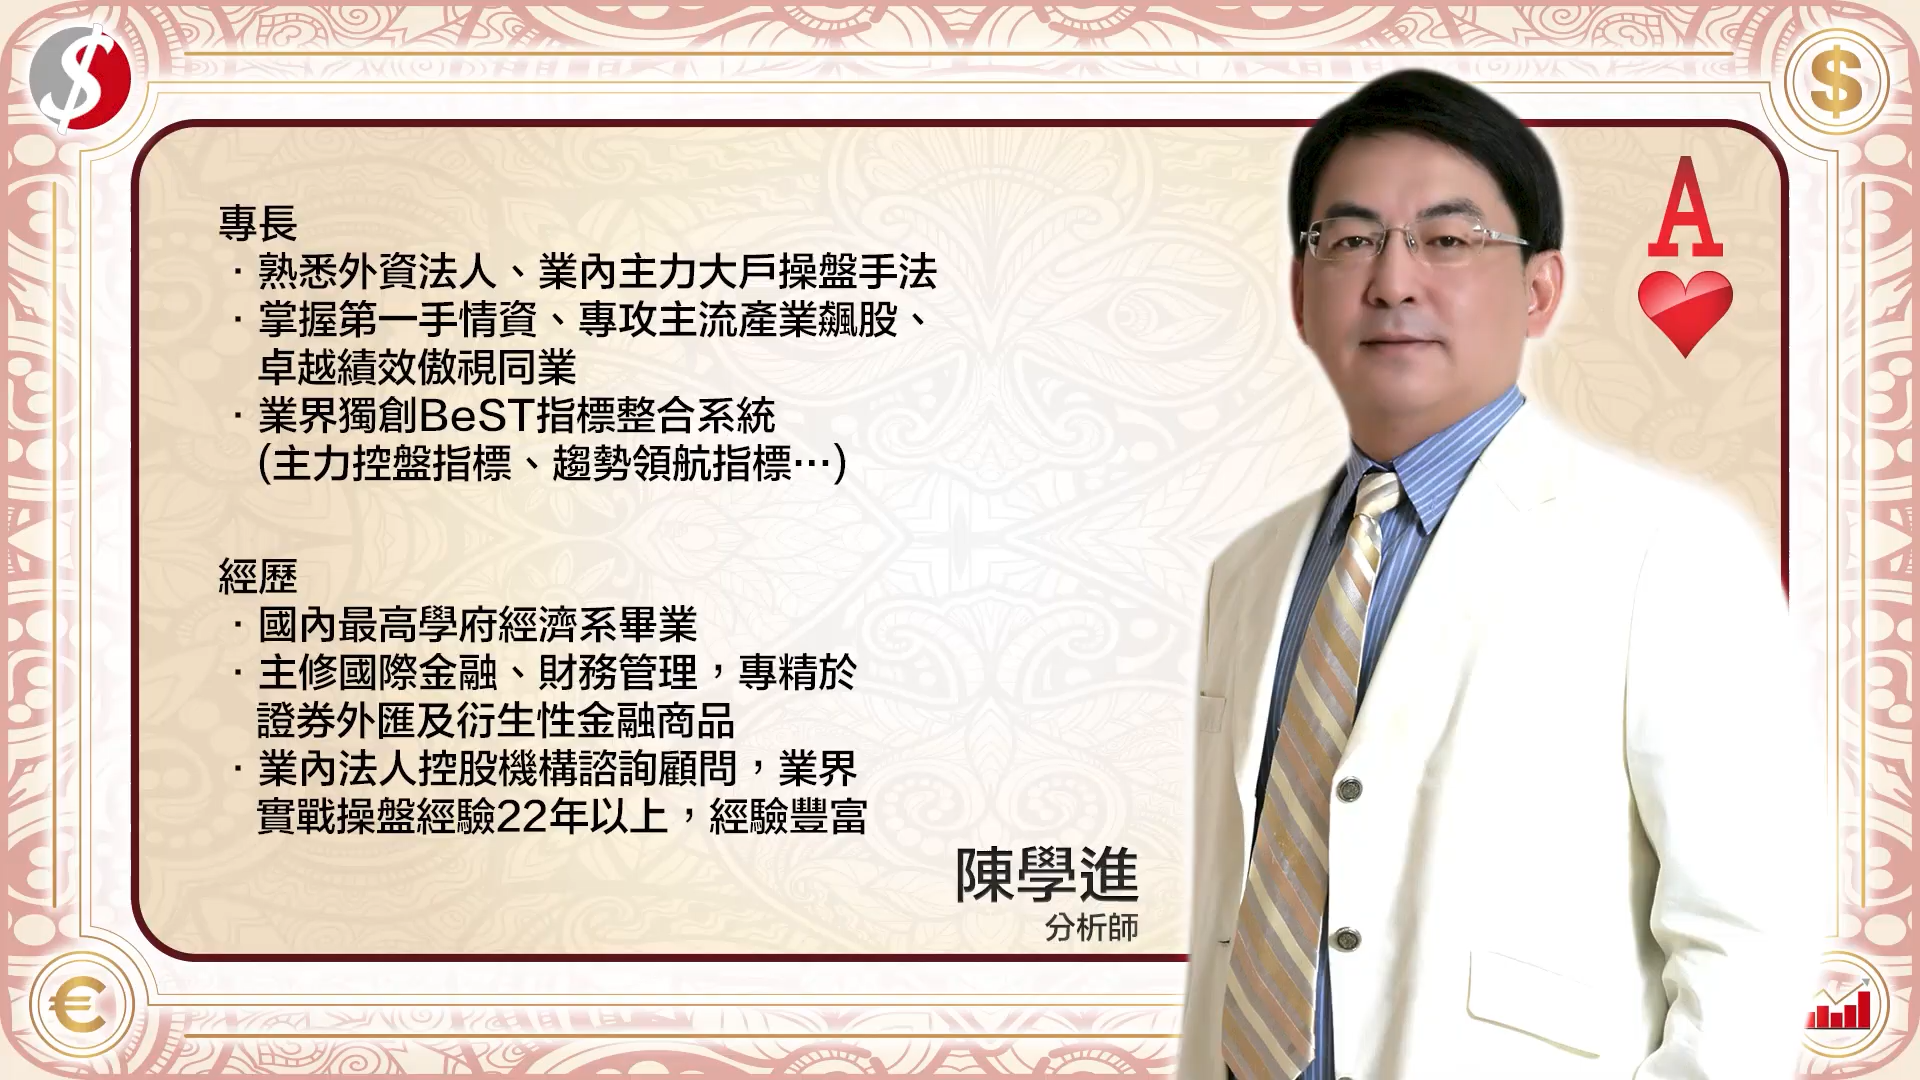 專長
·熟悉外資法人、業內主力大戶操盤手法
·掌握第一手情資、專攻主流產業飆股、
卓越績效傲視同業
·業界獨創BeST指標整合系統
(主力控盤指標、趨勢領航指標…)
經歷
·國內最高學府經濟系畢業
·主修國際金融、財務管理，專精於
證券外匯及衍生性金融商品
·業內法人控股機構諮詢顧問，業界
實戰操盤經驗22年以上，經驗豐富
陳學進
分析師
A
$
$
€